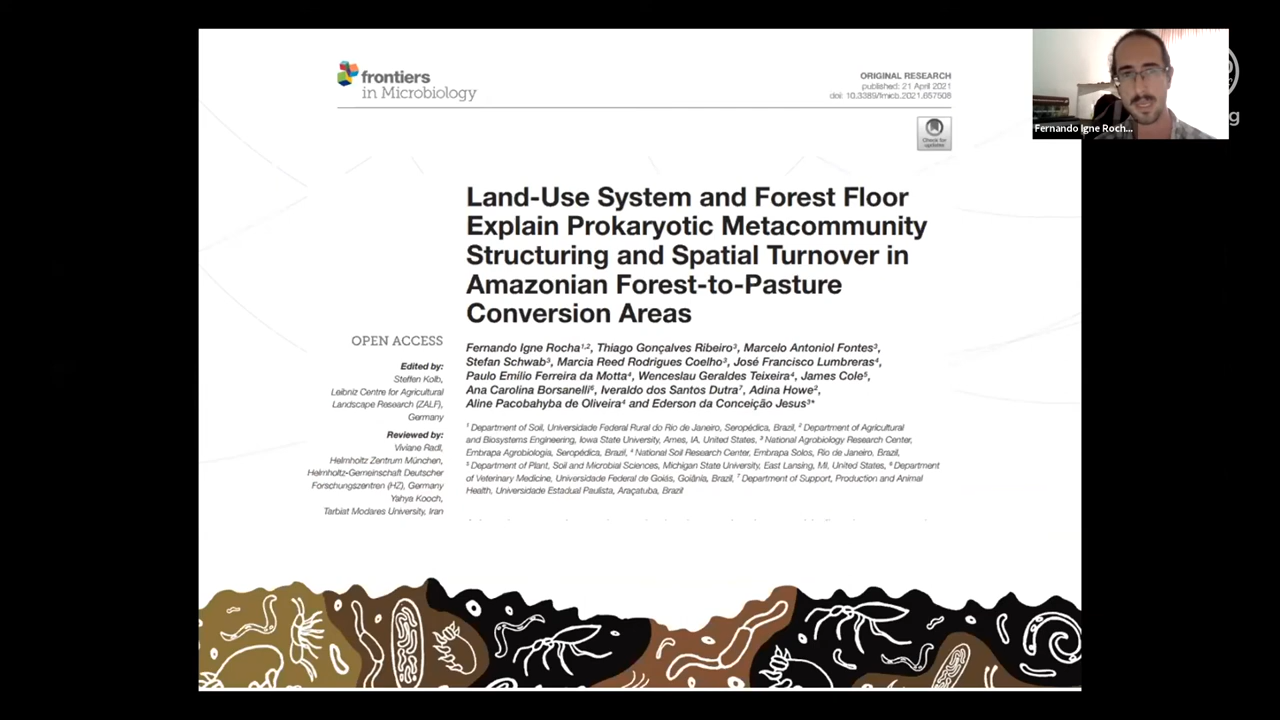 frontiers
in Microbiology
ORIGINAL RESEARCH
published: 21 April 2021
doi: 10.3389/fmicb.2021.657508
Check for
updates
Fernando Igne Roch...
g
Land-Use System and Forest Floor
Explain Prokaryotic Metacommunity
Structuring and Spatial Turnover in
Amazonian Forest-to-Pasture
Conversion Areas
OPEN ACCESS
Edited by:
Steffen Kolb,
Leibniz Centre for Agricultural
Landscape Research (ZALF),
Germany
Reviewed by:
Viviane Radl,
Helmholtz Zentrum München,
Helmholtz-Gemeinschaft Deutscher
Forschungszentren (HZ), Germany
Yahya Kooch,
Tarbiat Modares University, Iran
Fernando Igne Rocha1,2, Thiago Gonçalves Ribeiro3, Marcelo Antoniol Fontes3,
Stefan Schwab3, Marcia Reed Rodrigues Coelho3, José Francisco Lumbreras4,
Paulo Emílio Ferreira da Motta4, Wenceslau Geraldes Teixeira4, James Cole5,
Ana Carolina Borsanelli6, Iveraldo dos Santos Dutra7, Adina Howe2,
Aline Pacobahyba de Oliveira4 and Ederson da Conceição Jesus3*
1 Department of Soil, Universidade Federal Rural do Rio de Janeiro, Seropédica, Brazil, 2 Department of Agricultural
and Biosystems Engineering, Iowa State University, Ames, IA, United States, 3 National Agrobiology Research Center,
Embrapa Agrobiologia, Seropédica, Brazil, 4 National Soil Research Center, Embrapa Solos, Rio de Janeiro, Brazil,
5 Department of Plant, Soil and Microbial Sciences, Michigan State University, East Lansing, MI, United States, 6 Department
of Veterinary Medicine, Universidade Federal de Goiás, Goiânia, Brazil, 7 Department of Support, Production and Animal
Health, Universidade Estadual Paulista, Araçatuba, Brazil